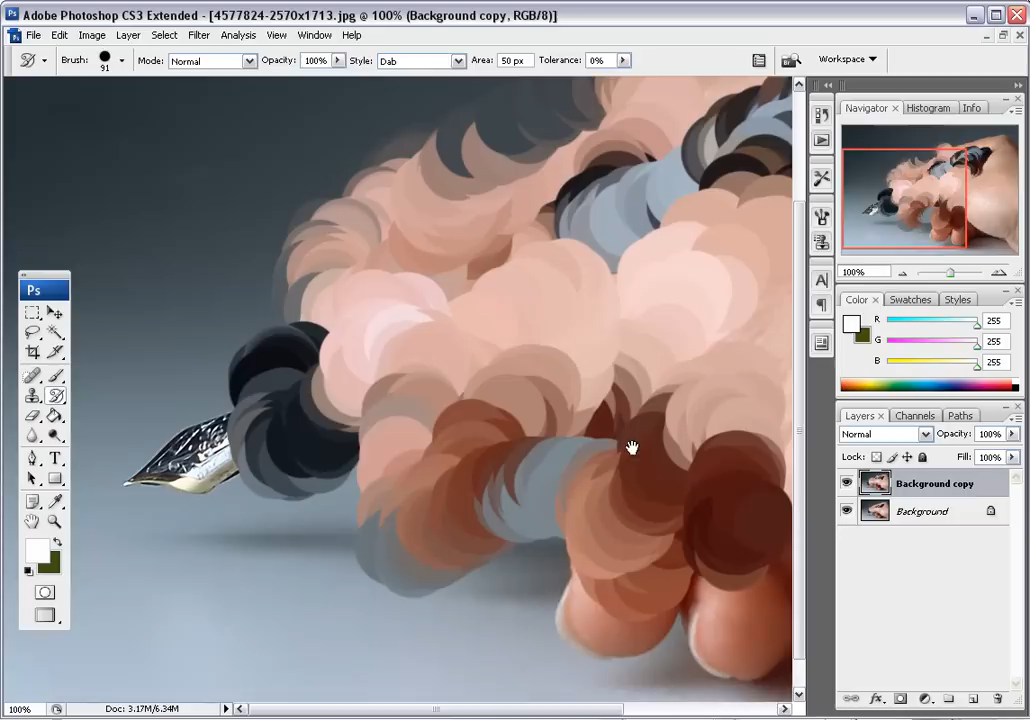 Adobe Photoshop CS3 Extended - [4577824-2570x1713.jpg @ 100% (Background copy, RGB/8)]
File Edit Image Layer Select Filter Analysis View Window Help
Brush: 91 Mode: Normal Opacity: 100% Style: Dab Area: 50 px Tolerance: 0% Workspace
Navigator × Histogram Info
100%
Color × Swatches Styles
R 255
G 255
B 255
Layers × Channels Paths
Normal Opacity: 100%
Lock: Fill: 100%
Background copy
Background
Ps
100% Doc: 3.17M/6.34M